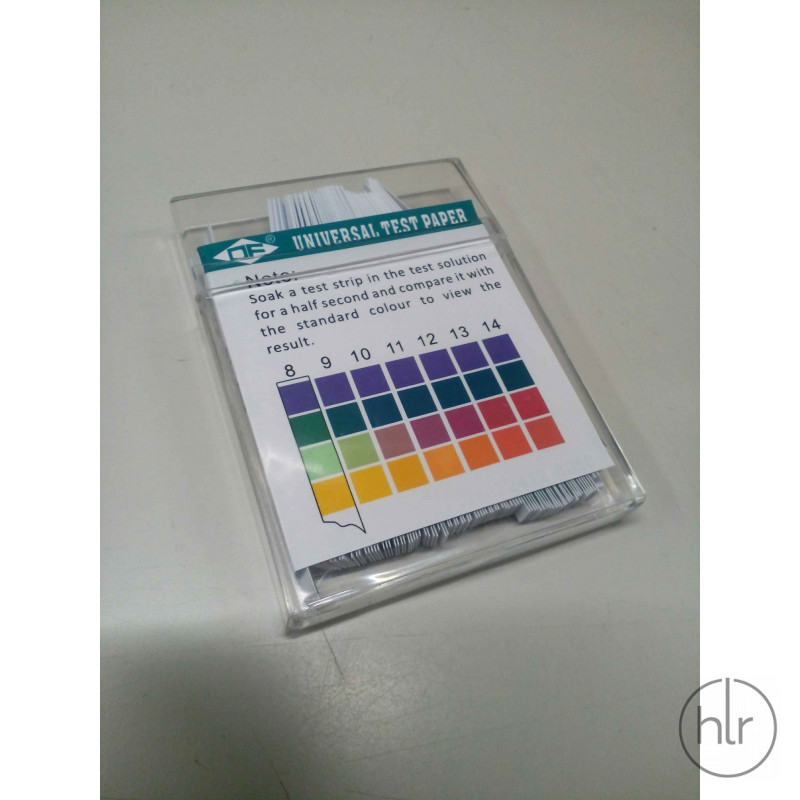 ® UNIVERSAL TEST PAPER
Note:
Soak a test strip in the test solution
for a half second and compare it with
the standard colour to view the
result.
8 9 10 11 12 13 14
hlr